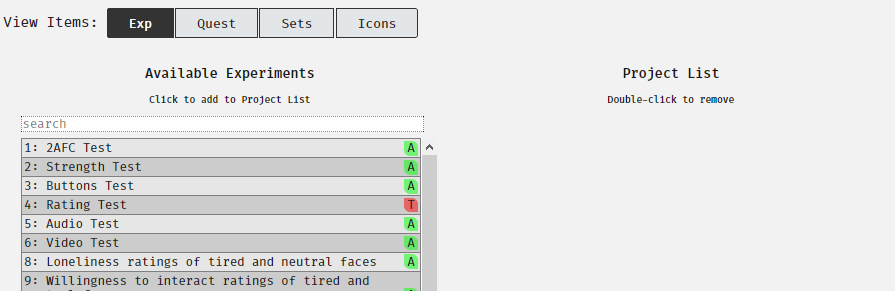 View Items: Exp Quest Sets Icons
Available Experiments
Click to add to Project List
search
1: 2AFC Test A
2: Strength Test A
3: Buttons Test A
4: Rating Test T
5: Audio Test A
6: Video Test A
8: Loneliness ratings of tired and neutral faces A
9: Willingness to interact ratings of tired and
Project List
Double-click to remove